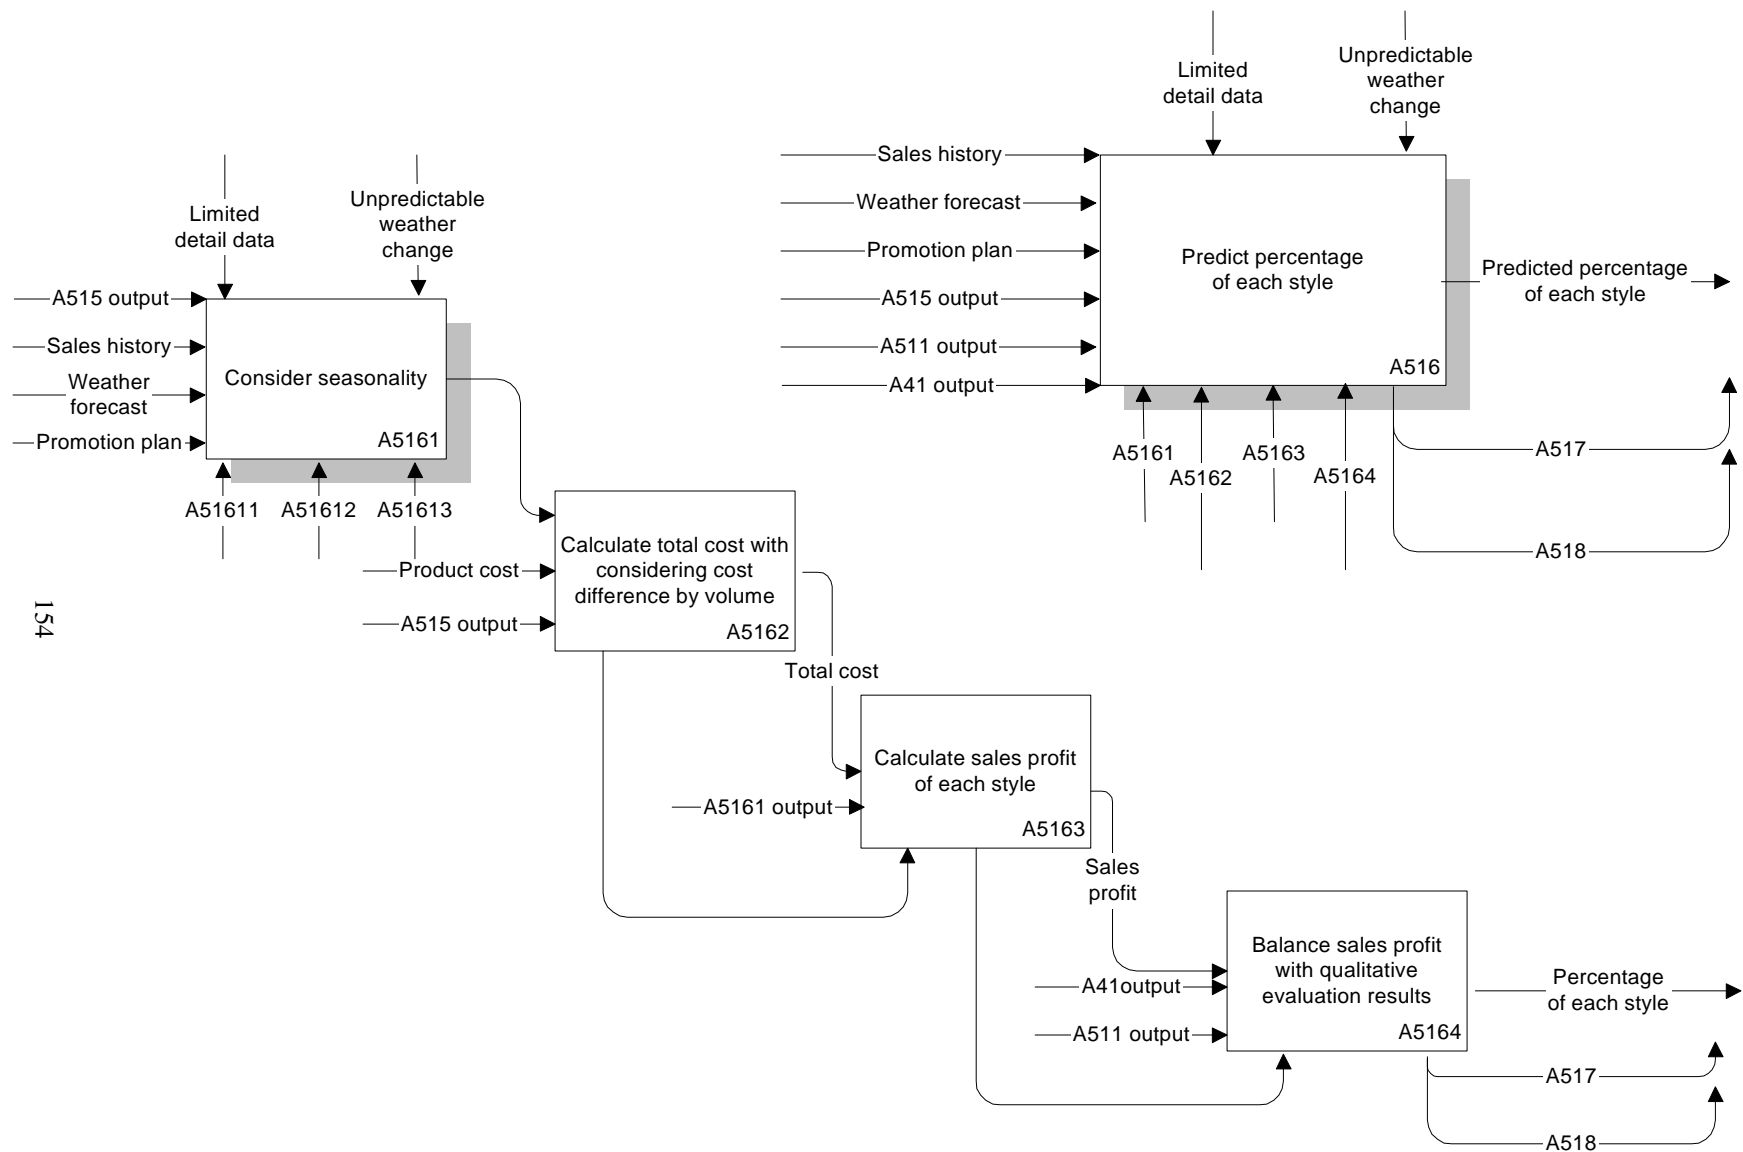 Limited
detail data
Unpredictable
weather
change
Sales history
Weather forecast
Promotion plan
A515 output
A511 output
A41 output
Predict percentage
of each style
A516
Predicted percentage
of each style
A5161
A5162
A5163
A5164
A517
A518
Limited
detail data
Unpredictable
weather
change
A515 output
Sales history
Weather
forecast
Promotion plan
Consider seasonality
A5161
A51611
A51612
A51613
Product cost
A515 output
Calculate total cost with
considering cost
difference by volume
A5162
Total cost
A5161 output
Calculate sales profit
of each style
A5163
Sales
profit
A41output
A511 output
Balance sales profit
with qualitative
evaluation results
A5164
Percentage
of each style
A517
A518
154